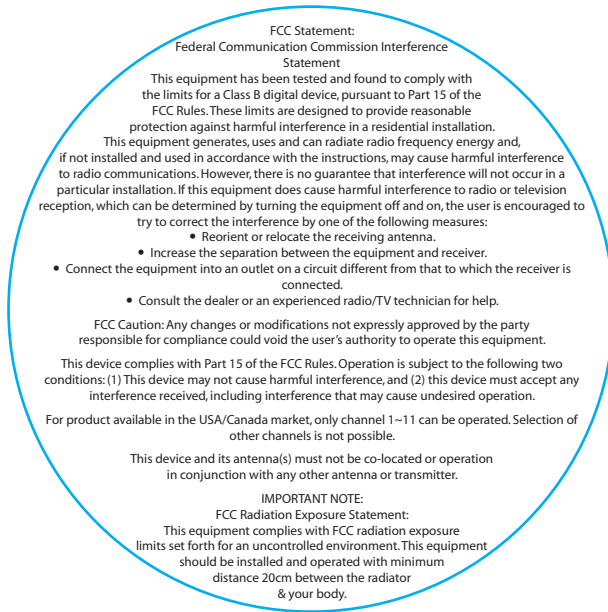 FCC Statement:
Federal Communication Commission Interference
Statement
This equipment has been tested and found to comply with
the limits for a Class B digital device, pursuant to Part 15 of the
FCC Rules. These limits are designed to provide reasonable
protection against harmful interference in a residential installation.
This equipment generates, uses and can radiate radio frequency energy and,
if not installed and used in accordance with the instructions, may cause harmful interference
to radio communications. However, there is no guarantee that interference will not occur in a
particular installation. If this equipment does cause harmful interference to radio or television
reception, which can be determined by turning the equipment off and on, the user is encouraged to
try to correct the interference by one of the following measures:
• Reorient or relocate the receiving antenna.
• Increase the separation between the equipment and receiver.
• Connect the equipment into an outlet on a circuit different from that to which the receiver is
connected.
• Consult the dealer or an experienced radio/TV technician for help.
FCC Caution: Any changes or modifications not expressly approved by the party
responsible for compliance could void the user's authority to operate this equipment.
This device complies with Part 15 of the FCC Rules. Operation is subject to the following two
conditions: (1) This device may not cause harmful interference, and (2) this device must accept any
interference received, including interference that may cause undesired operation.
For product available in the USA/Canada market, only channel 1~11 can be operated. Selection of
other channels is not possible.
This device and its antenna(s) must not be co-located or operation
in conjunction with any other antenna or transmitter.
IMPORTANT NOTE:
FCC Radiation Exposure Statement:
This equipment complies with FCC radiation exposure
limits set forth for an uncontrolled environment. This equipment
should be installed and operated with minimum
distance 20cm between the radiator
& your body.